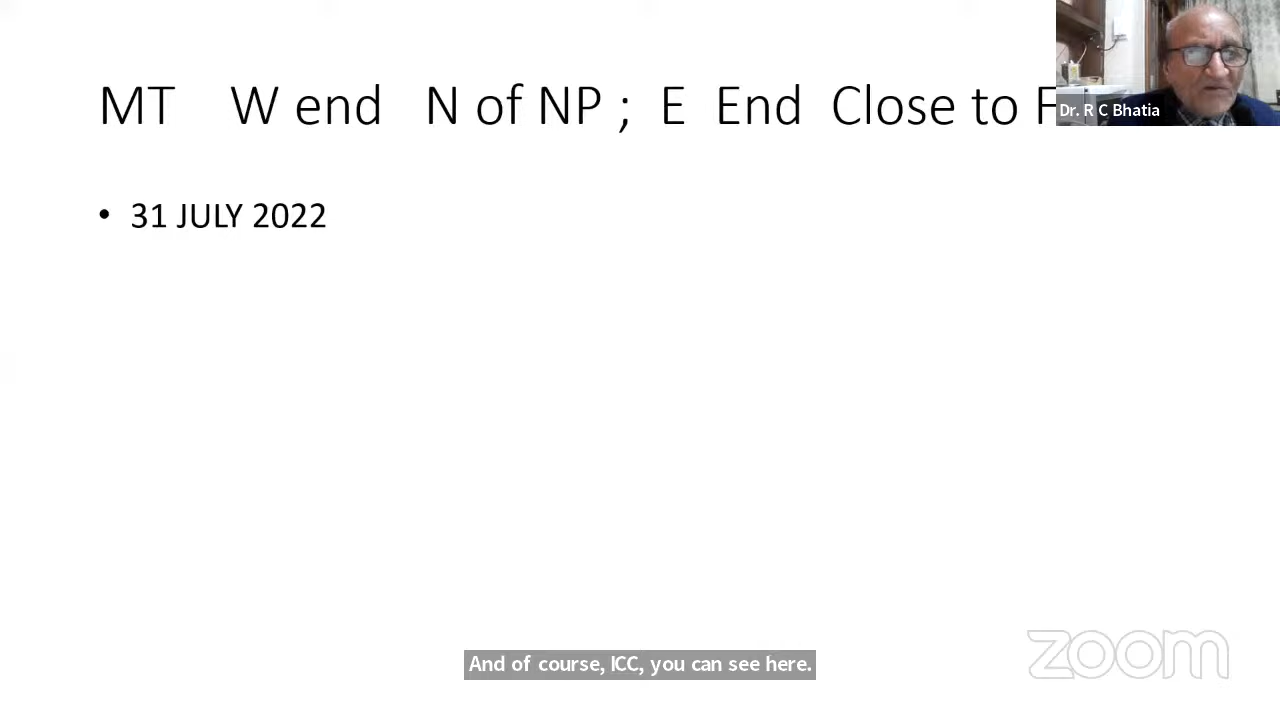 MT W end N of NP ; E End Close to F
Dr. R C Bhatia
• 31 JULY 2022
And of course, ICC, you can see here.
zoom